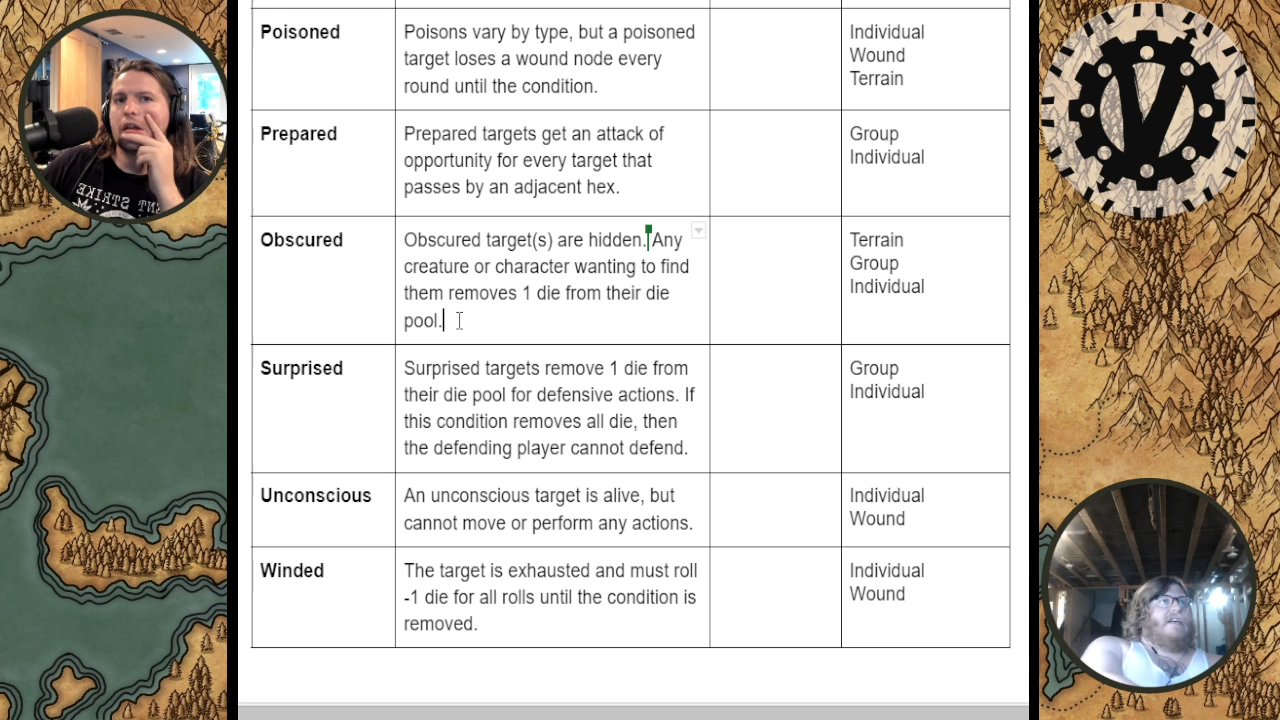 Poisoned
Poisons vary by type, but a poisoned
target loses a wound node every
round until the condition.
Individual
Wound
Terrain
Prepared
Prepared targets get an attack of
opportunity for every target that
passes by an adjacent hex.
Group
Individual
Obscured
Obscured target(s) are hidden. Any
creature or character wanting to find
them removes 1 die from their die
pool.
Terrain
Group
Individual
Surprised
Surprised targets remove 1 die from
their die pool for defensive actions. If
this condition removes all die, then
the defending player cannot defend.
Group
Individual
Unconscious
An unconscious target is alive, but
cannot move or perform any actions.
Individual
Wound
Winded
The target is exhausted and must roll
-1 die for all rolls until the condition is
removed.
Individual
Wound
V